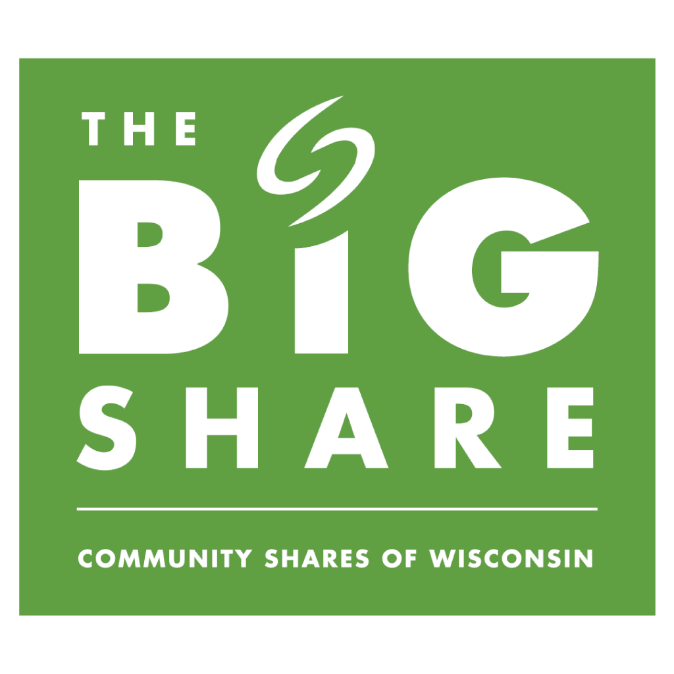 THE
BiG
SHARE
COMMUNITY SHARES OF WISCONSIN